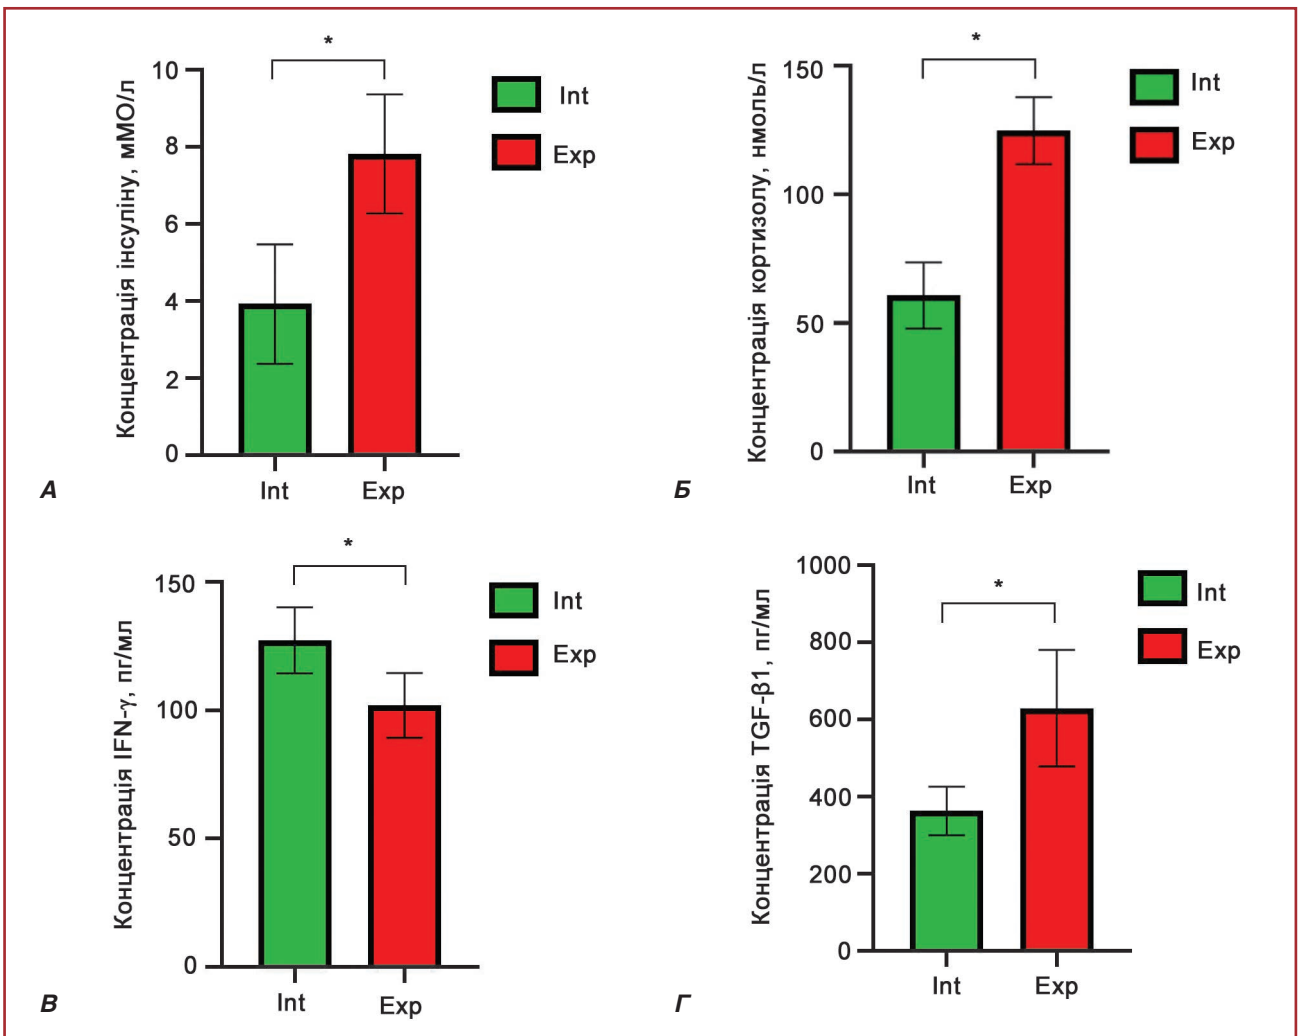 *
Концентрація інсуліну, мМО/л
10
8
6
4
2
0
Int
Exp
Int
Exp
А
*
Концентрація кортизолу, нмоль/л
150
100
50
0
Int
Exp
Int
Exp
Б
*
Концентрація IFN-γ, пг/мл
150
100
50
0
Int
Exp
Int
Exp
В
*
Концентрація TGF-β1, пг/мл
1000
800
600
400
200
0
Int
Exp
Int
Exp
Г